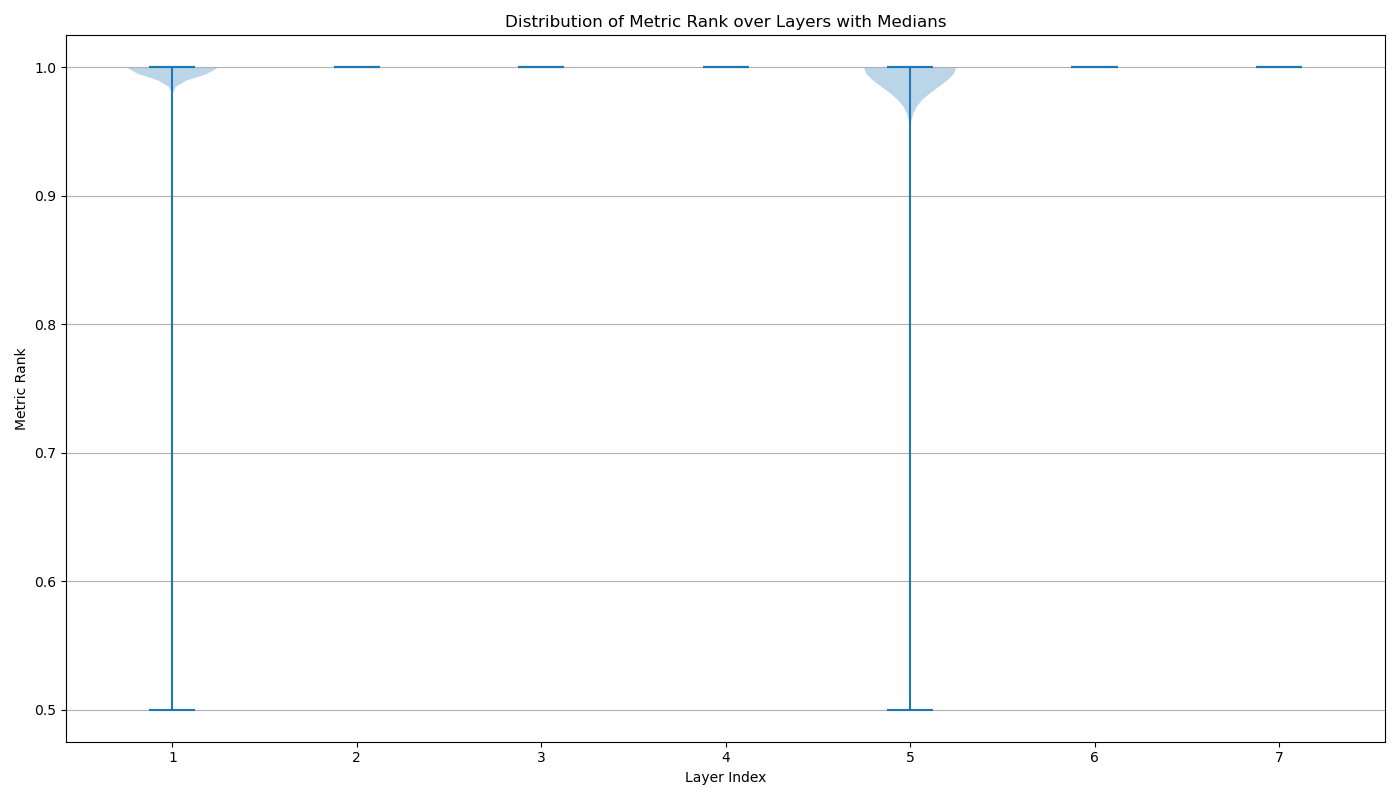 Distribution of Metric Rank over Layers with Medians
1.0
0.9
0.8
0.7
0.6
0.5
Metric Rank
1 2 3 4 5 6 7
Layer Index